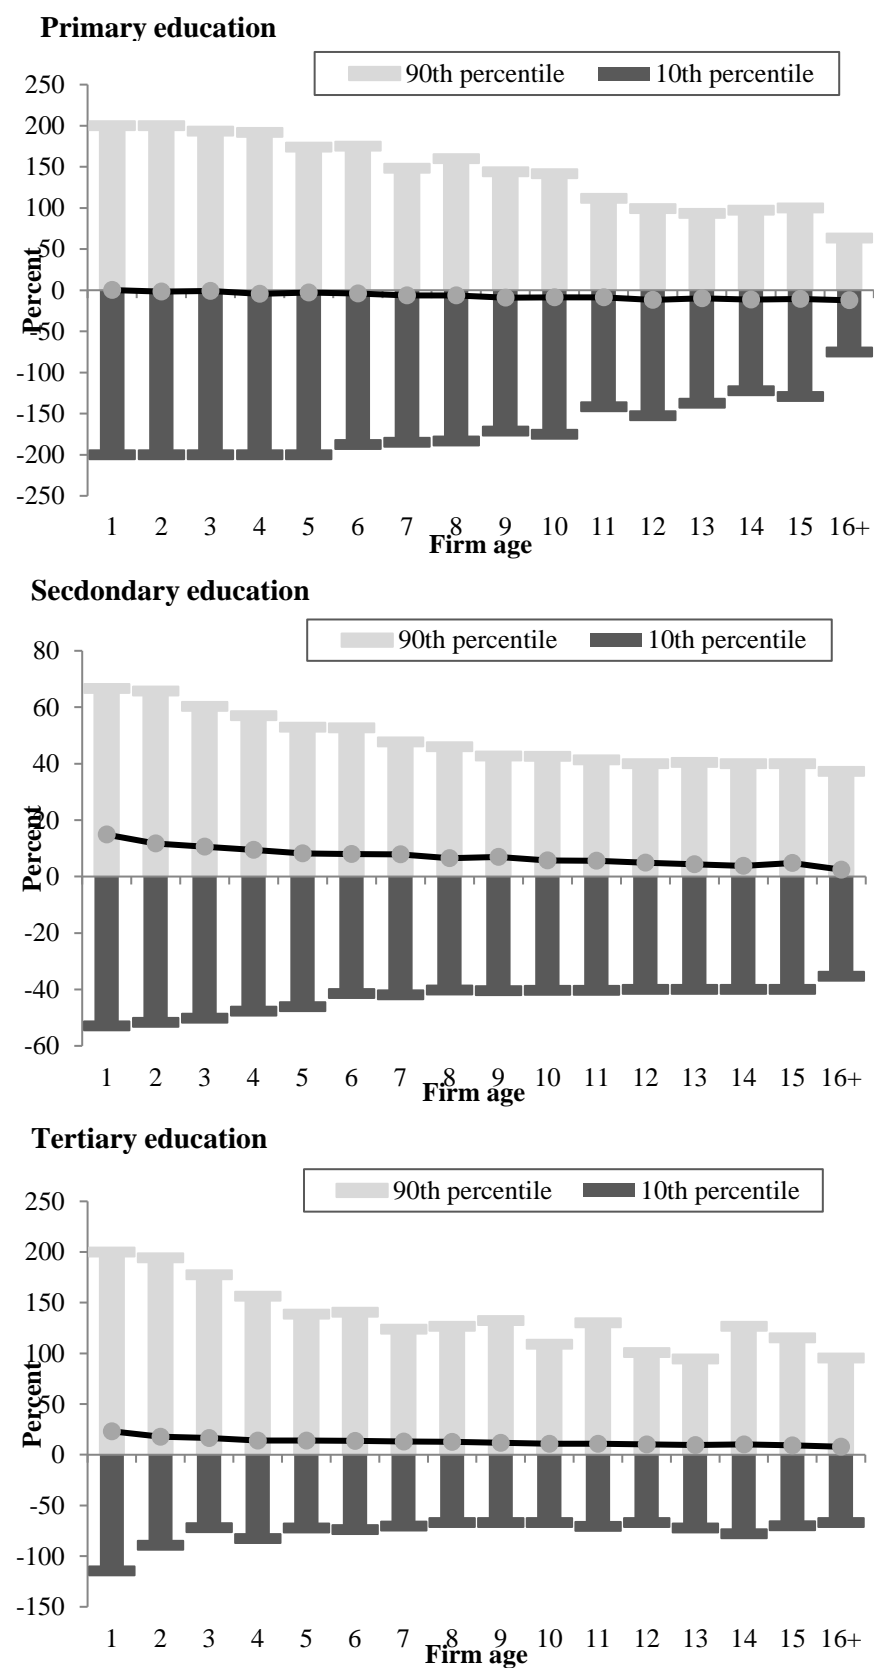 Primary education
90th percentile 10th percentile
250
200
150
100
50
0
-50
-100
-150
-200
-250
Percent
1 2 3 4 5 6 7 8 9 10 11 12 13 14 15 16+
Firm age
Secdondary education
90th percentile 10th percentile
80
60
40
20
0
-20
-40
-60
Percent
1 2 3 4 5 6 7 8 9 10 11 12 13 14 15 16+
Firm age
Tertiary education
90th percentile 10th percentile
250
200
150
100
50
0
-50
-100
-150
Percent
1 2 3 4 5 6 7 8 9 10 11 12 13 14 15 16+
Firm age